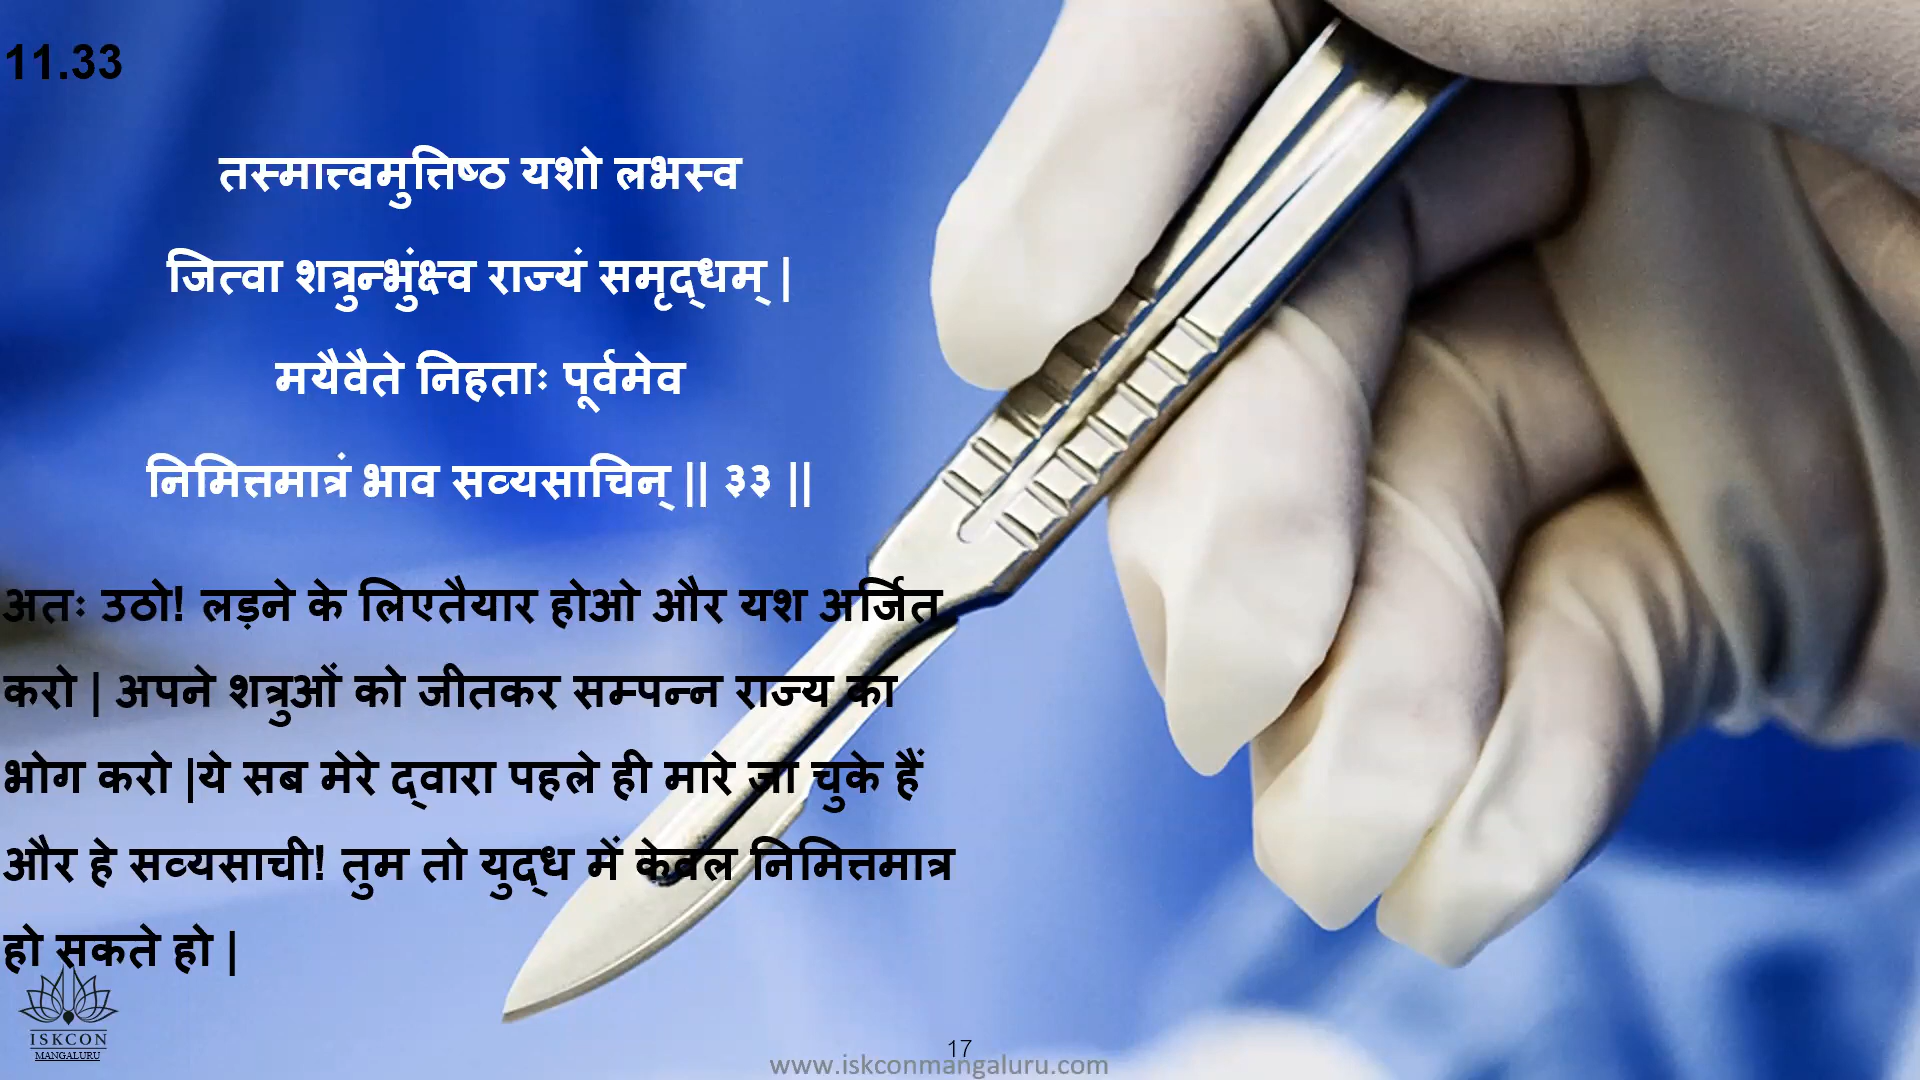 11.33
तस्मात्त्वमुत्तिष्ठ यशो लभस्व
जित्वा शत्रुन्भुंक्ष्व राज्यं समृद्धम् |
मयैवैते निहताः पूर्वमेव
निमित्तमात्रं भाव सव्यसाचिन् || ३३ ||
अतः उठो! लड़ने के लिएतैयार होओ और यश अर्जित
करो | अपने शत्रुओं को जीतकर सम्पन्न राज्य का
भोग करो |ये सब मेरे द्वारा पहले ही मारे जा चुके हैं
और हे सव्यसाची! तुम तो युद्ध में केवल निमित्तमात्र
हो सकते हो |
ISKCON
MANGALURU
17
www.iskconmangaluru.com